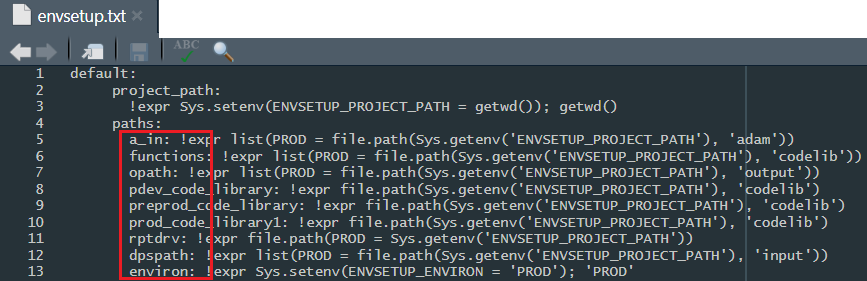 envsetup.txt ×
ABC
1 default:
2 project_path:
3 !expr Sys.setenv(ENVSETUP_PROJECT_PATH = getwd()); getwd()
4 paths:
5 a_in: !expr list(PROD = file.path(Sys.getenv('ENVSETUP_PROJECT_PATH'), 'adam'))
6 functions: !expr list(PROD = file.path(Sys.getenv('ENVSETUP_PROJECT_PATH'), 'codelib'))
7 opath: !expr list(PROD = file.path(Sys.getenv('ENVSETUP_PROJECT_PATH'), 'output'))
8 pdev_code_library: !expr file.path(Sys.getenv('ENVSETUP_PROJECT_PATH'), 'codelib')
9 preprod_code_library: !expr file.path(Sys.getenv('ENVSETUP_PROJECT_PATH'), 'codelib')
10 prod_code_library1: !expr file.path(Sys.getenv('ENVSETUP_PROJECT_PATH'), 'codelib')
11 rptdrv: !expr file.path(PROD = Sys.getenv('ENVSETUP_PROJECT_PATH'))
12 dpspath: !expr list(PROD = file.path(Sys.getenv('ENVSETUP_PROJECT_PATH'), 'input'))
13 environ: !expr Sys.setenv(ENVSETUP_ENVIRON = 'PROD'); 'PROD'